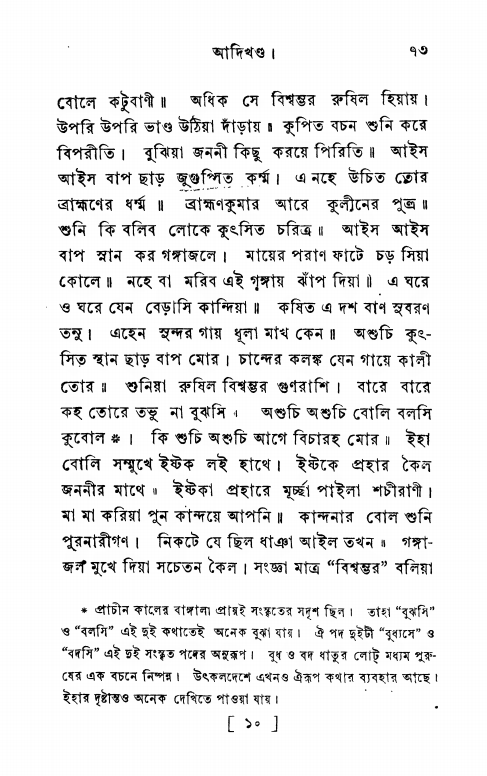 আদিখণ্ড। ৭৩
বোলে কটুবাণী॥ অধিক সে বিশ্বম্ভর রুষিল হিয়ায়।
উপরি উপরি ভাণ্ড উঠিয়া দাঁড়ায়॥ কুপিত বচন শুনি করে
বিপরীতি। বুঝিয়া জননী কিছু করয়ে পিরিতি॥ আইস
আইস বাপ ছাড় জুগুপ্সিত কর্ম্ম। এ নহে উচিত তোর
ব্রাহ্মণের ধর্ম্ম॥ ব্রাহ্মণকুমার আরে কুলীনের পুত্র॥
শুনি কি বলিব লোকে কুৎসিত চরিত্র॥ আইস আইস
বাপ স্নান কর গঙ্গাজলে। মায়ের পরাণ ফাটে চড় সিয়া
কোলে॥ নহে বা মরিব এই গঙ্গায় ঝাঁপ দিয়া॥ এ ঘরে
ও ঘরে যেন বেড়াসি কান্দিয়া॥ কষিত এ দশ বাণ সুবরণ
তনু। এহেন সুন্দর গায় ধূলা মাখ কেন॥ অশুচি কুৎ-
সিত স্থান ছাড় বাপ মোর। চান্দের কলঙ্ক যেন গায়ে কালী
তোর॥ শুনিয়া রুষিল বিশ্বম্ভর গুণরাশি। বারে বারে
কহ তোরে তভু না বুঝসি। অশুচি অশুচি বোলি বলসি
কুবোল *। কি শুচি অশুচি আগে বিচারহ মোর॥ ইহা
বোলি সম্মুখে ইষ্টক লই হাথে। ইষ্টকে প্রহার কৈল
জননীর মাথে॥ ইষ্টকা প্রহারে মূর্চ্ছা পাইলা শচীরাণী।
মা মা করিয়া পুন কান্দয়ে আপনি॥ কান্দনার বোল শুনি
পুরনারীগণ। নিকটে যে ছিল ধাঞা আইল তখন॥ গঙ্গা-
জল মুখে দিয়া সচেতন কৈল। সংজ্ঞা মাত্র “বিশ্বম্ভর” বলিয়া
* প্রাচীন কালের বাঙ্গালা প্রায়ই সংস্কৃতের সদৃশ ছিল। তাহা “বুঝসি”
ও “বলসি” এই দুই কথাতেই অনেক বুঝা যায়। ঐ পদ দুইটী “বুধ্যসে” ও
“বদসি” এই দুই সংস্কৃত পদের অনুরূপ। বুধ ও বদ ধাতুর লোট্ মধ্যম পুরু-
ষের এক বচনে নিষ্পন্ন। উৎকলদেশে এখনও ঐরূপ কথার ব্যবহার আছে।
ইহার দৃষ্টান্তও অনেক দেখিতে পাওয়া যায়।
[ ১০ ]